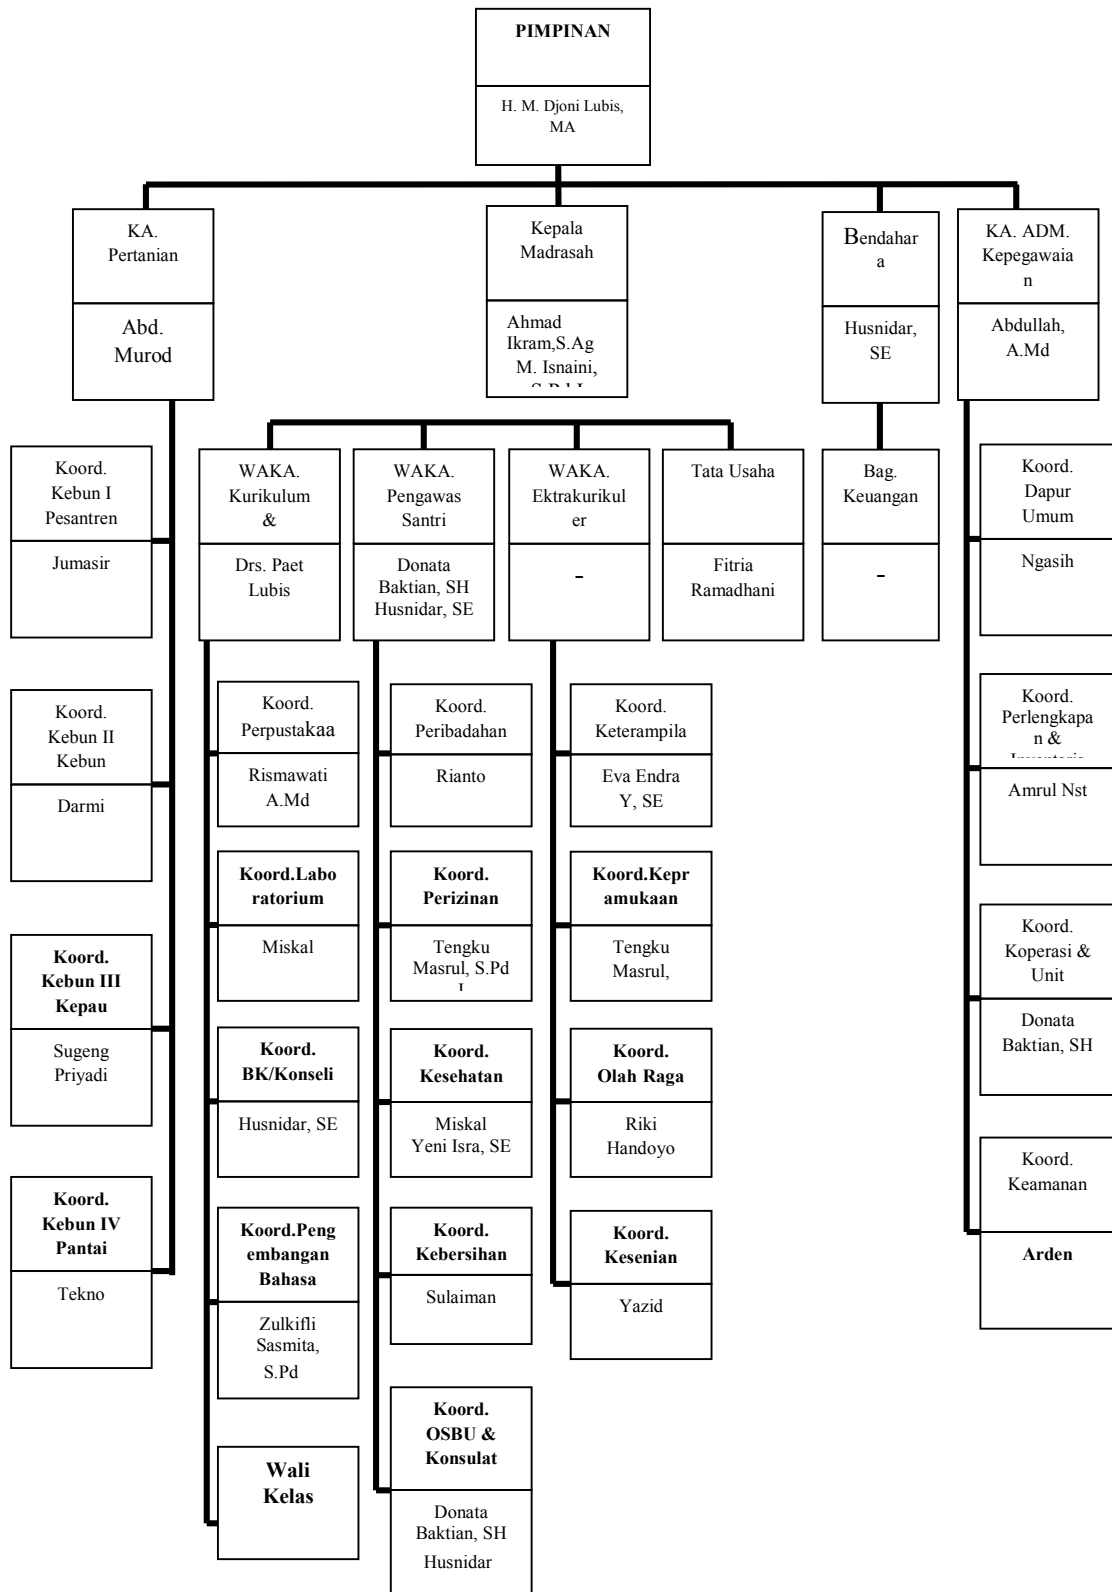 PIMPINAN
H. M. Djoni Lubis,
MA
KA.
Pertanian
Abd.
Murod
Kepala
Madrasah
Ahmad
Ikram,S.Ag
M. Isnaini,
S.Pd.I
Bendahar
a
Husnidar,
SE
KA. ADM.
Kepegawaia
n
Abdullah,
A.Md
Koord.
Kebun I
Pesantren
Jumasir
WAKA.
Kurikulum
&
Drs. Paet
Lubis
WAKA.
Pengawas
Santri
Donata
Baktian, SH
Husnidar, SE
WAKA.
Ektrakurikul
er
-
Tata Usaha
Fitria
Ramadhani
Bag.
Keuangan
-
Koord.
Dapur
Umum
Ngasih
Koord.
Kebun II
Kebun
Darmi
Koord.
Perpustakaa
Rismawati
A.Md
Koord.
Peribadahan
Rianto
Koord.
Keterampila
Eva Endra
Y, SE
Koord.
Perlengkapa
n &
Inventaris
Amrul Nst
Koord.Labo
ratorium
Miskal
Koord.
Perizinan
Tengku
Masrul, S.Pd
I
Koord.Kepr
amukaan
Tengku
Masrul,
Koord.
Kebun III
Kepau
Sugeng
Priyadi
Koord.
Koperasi &
Unit
Donata
Baktian, SH
Koord.
BK/Konseli
Husnidar, SE
Koord.
Kesehatan
Miskal
Yeni Isra, SE
Koord.
Olah Raga
Riki
Handoyo
Koord.
Kebun IV
Pantai
Tekno
Koord.
Keamanan
Arden
Koord.Peng
embangan
Bahasa
Zulkifli
Sasmita,
S.Pd
Koord.
Kebersihan
Sulaiman
Koord.
Kesenian
Yazid
Wali
Kelas
Koord.
OSBU &
Konsulat
Donata
Baktian, SH
Husnidar